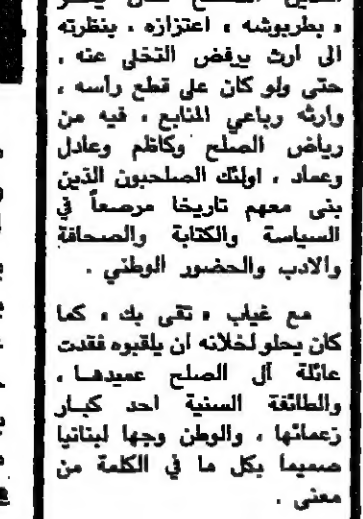 « بطربوشه » اعتزازه ، بنظرته
الى ارث يرفض التخلي عنه ،
حتى ولو كان على قطع رأسه ،
وارثه رباعي المنابع ، فيه من
رياض الصلح وكاظم وعادل
وعماد ، اولئك الصلحيون الذين
بنى معهم تاريخا مرصعاً في
السياسة والكتابة والصحافة
والادب والحضور الوطني .
مع غياب « تقي بك » كما
كان يحلو لخلانه ان يلقبوه فقدت
عائلة آل الصلح عميدها ،
والطائفة السنية احد كبار
زعمائها ، والوطن وجها لبنانيا
صميما بكل ما في الكلمة من
معنى .